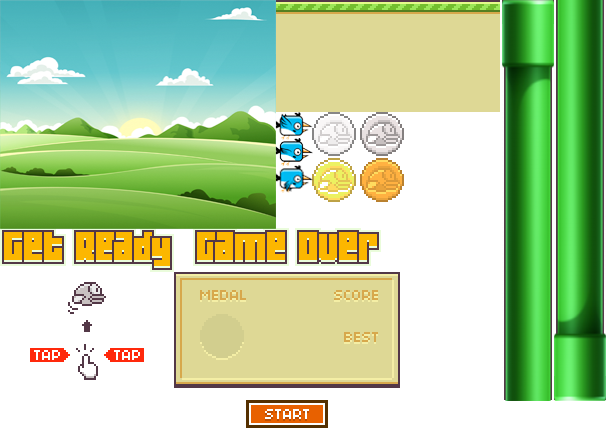 Get Ready
Game Over
MEDAL
SCORE
BEST
TAP
TAP
START